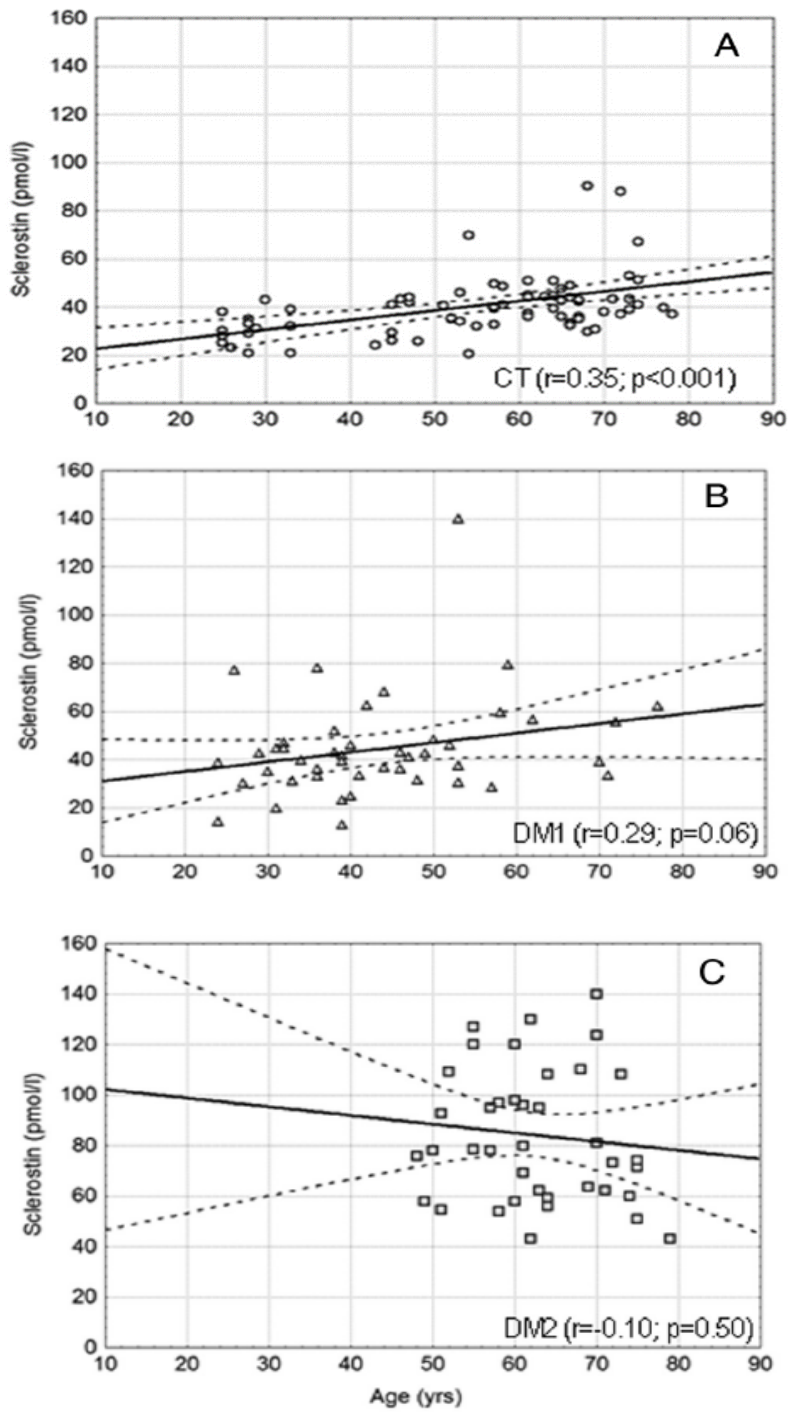 A
160
140
120
100
80
60
40
20
0
Sclerostin (pmol/l)
CT (r=0.35; p<0.001)
10 20 30 40 50 60 70 80 90
B
160
140
120
100
80
60
40
20
0
Sclerostin (pmol/l)
DM1 (r=0.29; p=0.06)
10 20 30 40 50 60 70 80 90
C
160
140
120
100
80
60
40
20
0
Sclerostin (pmol/l)
DM2 (r=-0.10; p=0.50)
10 20 30 40 50 60 70 80 90
Age (yrs)